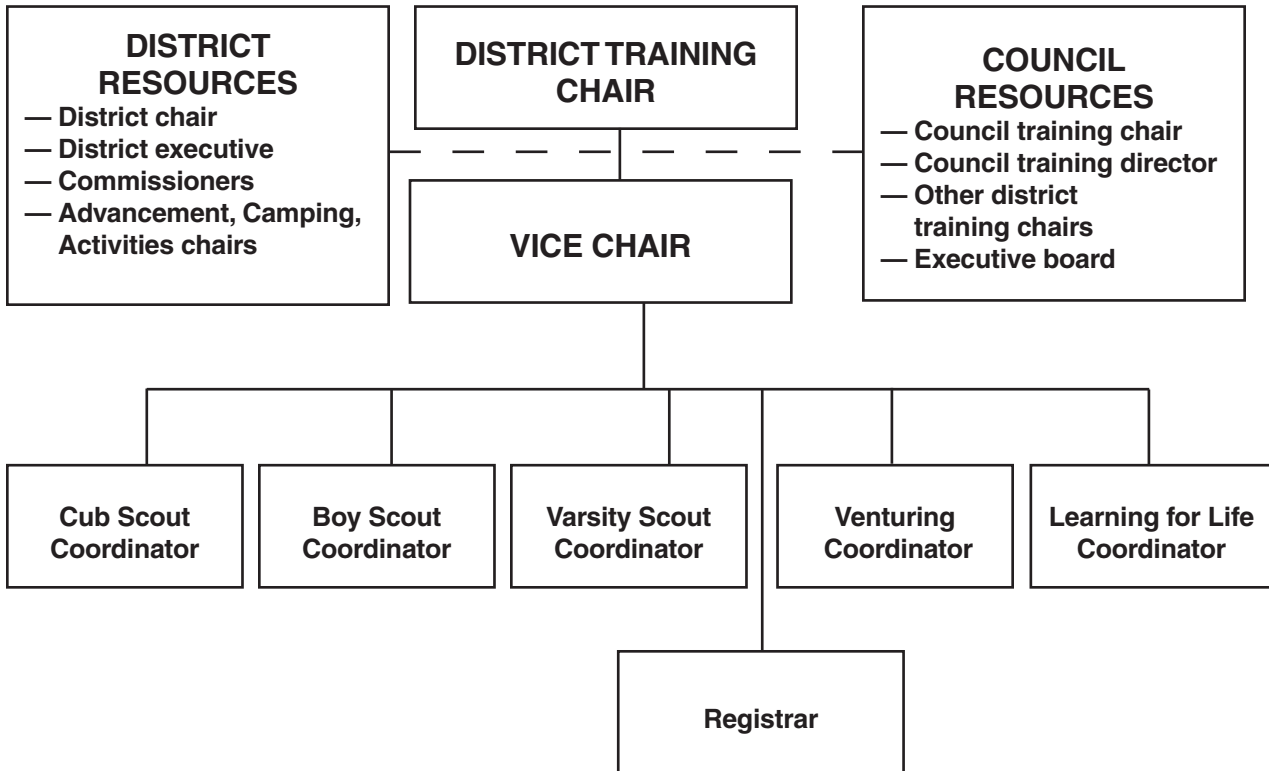 DISTRICT
RESOURCES
— District chair
— District executive
— Commissioners
— Advancement, Camping,
Activities chairs
DISTRICT TRAINING
CHAIR
VICE CHAIR
COUNCIL
RESOURCES
— Council training chair
— Council training director
— Other district
training chairs
— Executive board
Cub Scout
Coordinator
Boy Scout
Coordinator
Varsity Scout
Coordinator
Venturing
Coordinator
Learning for Life
Coordinator
Registrar